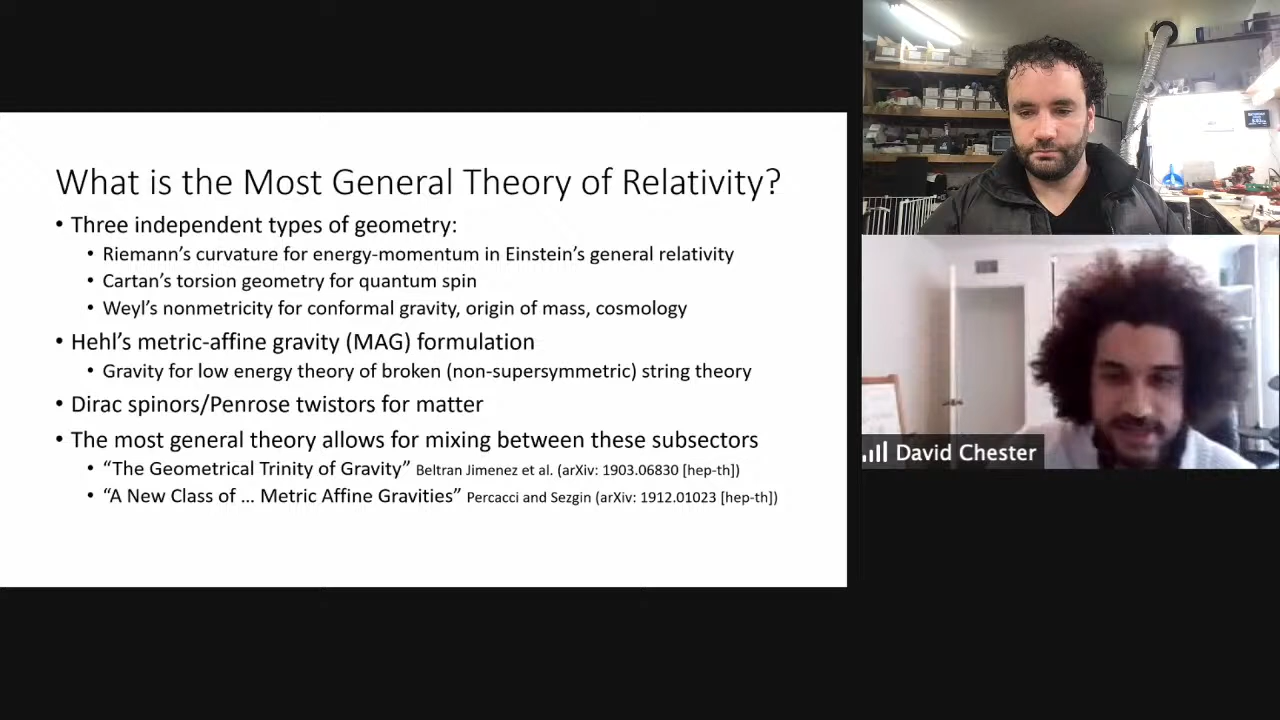 What is the Most General Theory of Relativity?
• Three independent types of geometry:
• Riemann's curvature for energy-momentum in Einstein's general relativity
• Cartan's torsion geometry for quantum spin
• Weyl's nonmetricity for conformal gravity, origin of mass, cosmology
• Hehl's metric-affine gravity (MAG) formulation
• Gravity for low energy theory of broken (non-supersymmetric) string theory
• Dirac spinors/Penrose twistors for matter
• The most general theory allows for mixing between these subsectors
• “The Geometrical Trinity of Gravity” Beltran Jimenez et al. (arXiv: 1903.06830 [hep-th])
• “A New Class of … Metric Affine Gravities” Percacci and Sezgin (arXiv: 1912.01023 [hep-th])
David Chester